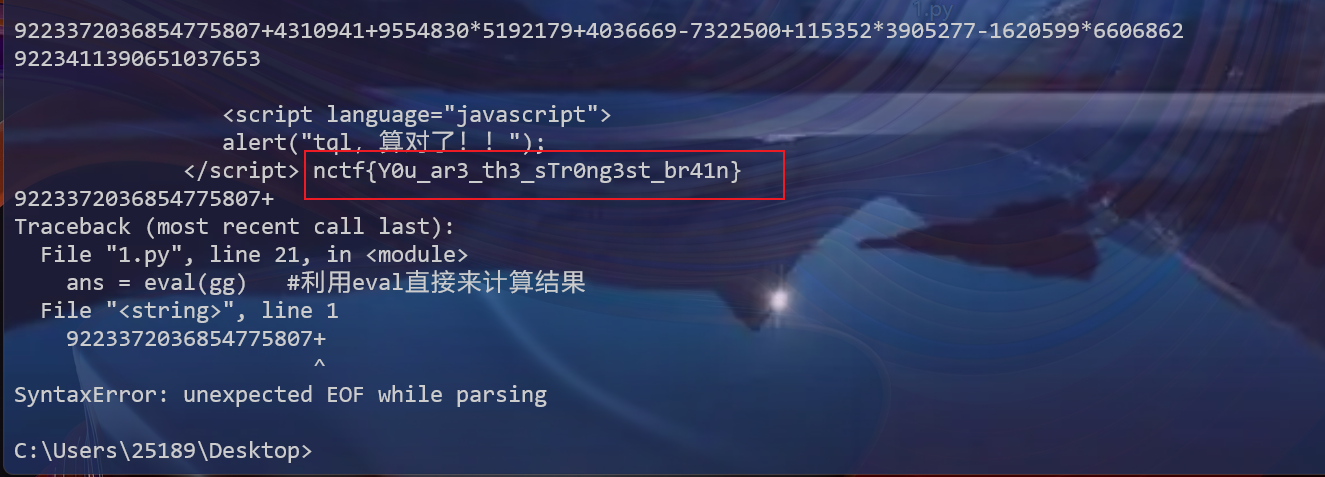 1.py
9223372036854775807+4310941+9554830*5192179+4036669-7322500+115352*3905277-1620599*6606862
9223411390651037653
<script language="javascript">
alert("tql，算对了！！");
</script> nctf{Y0u_ar3_th3_sTr0ng3st_br41n}
9223372036854775807+
Traceback (most recent call last):
File "1.py", line 21, in <module>
ans = eval(gg) #利用eval直接来计算结果
File "<string>", line 1
9223372036854775807+
^
SyntaxError: unexpected EOF while parsing
C:\Users\25189\Desktop>